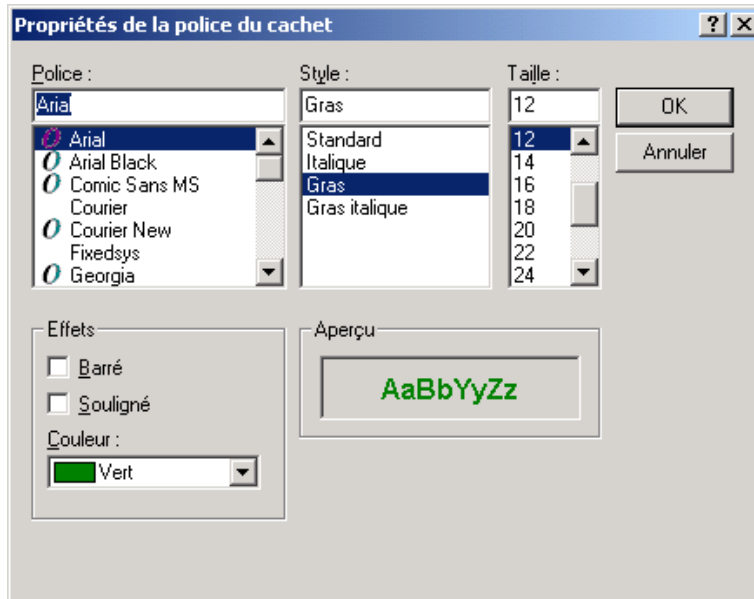 Propriétés de la police du cachet
Police :
Arial
Arial
Arial Black
Comic Sans MS
Courier
Courier New
Fixedsys
Georgia
Style :
Gras
Standard
Italique
Gras
Gras italique
Taille :
12
12
14
16
18
20
22
24
OK
Annuler
Effets
Barré
Souligné
Couleur :
Vert
Aperçu
AaBbYyZz